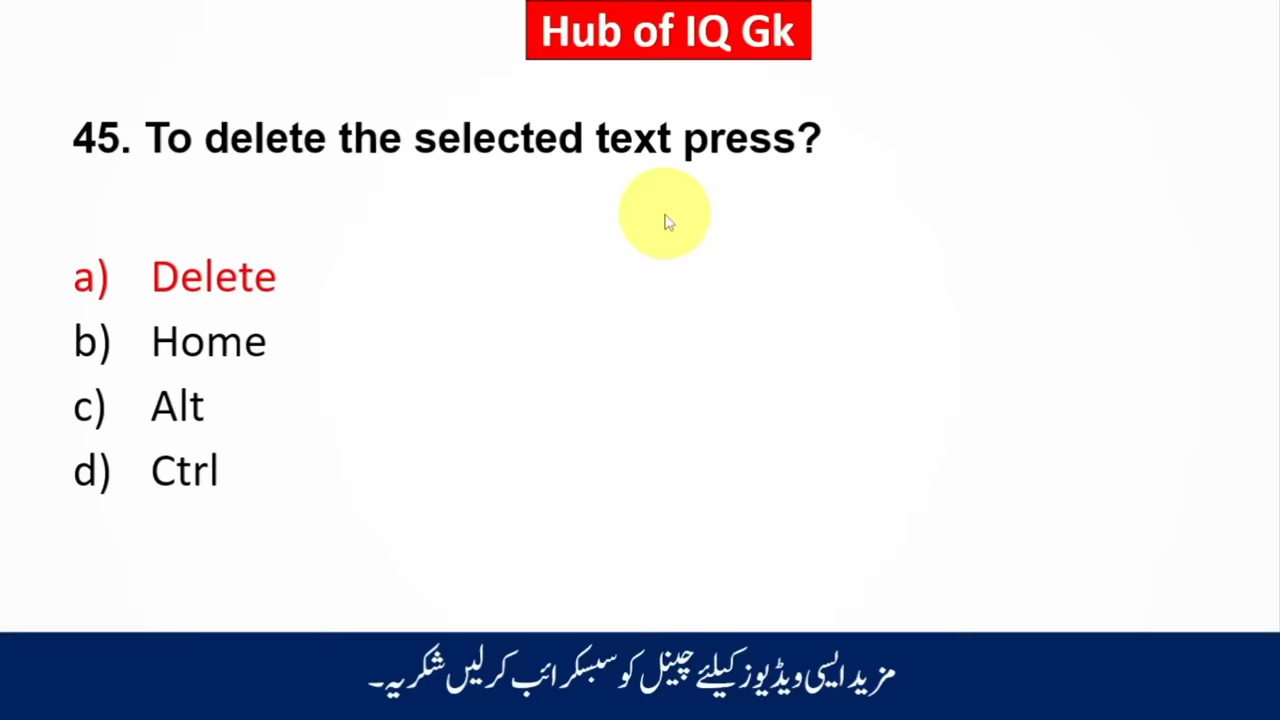 Hub of IQ Gk
45. To delete the selected text press?
a) Delete
b) Home
c) Alt
d) Ctrl
مزید ایسی ویڈیوز کیلئے چینل کو سبسکرائب کر لیں شکریہ۔